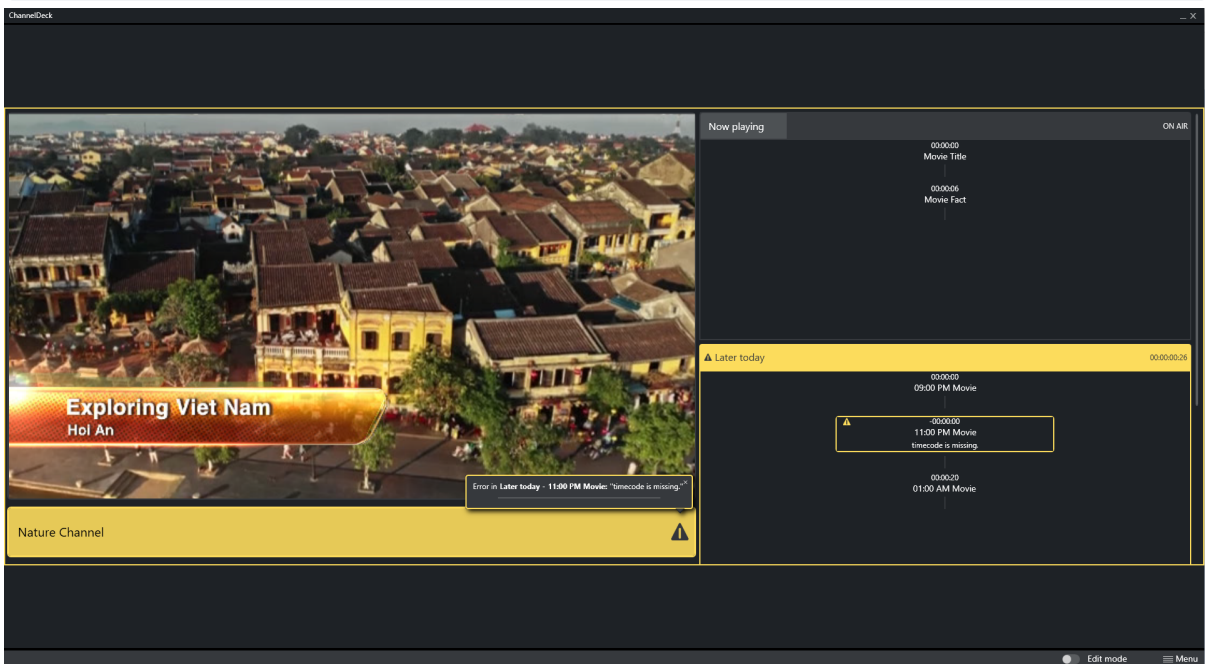 ChannelDeck
Exploring Viet Nam
Hoi An
Error in Later today - 11:00 PM Movie: "timecode is missing."
Nature Channel
Now playing
ON AIR
00:00:00
Movie Title
00:00:06
Movie Fact
Later today
00:00:00:26
00:00:00
09:00 PM Movie
-00:00:00
11:00 PM Movie
timecode is missing.
00:00:20
01:00 AM Movie
Edit mode
Menu